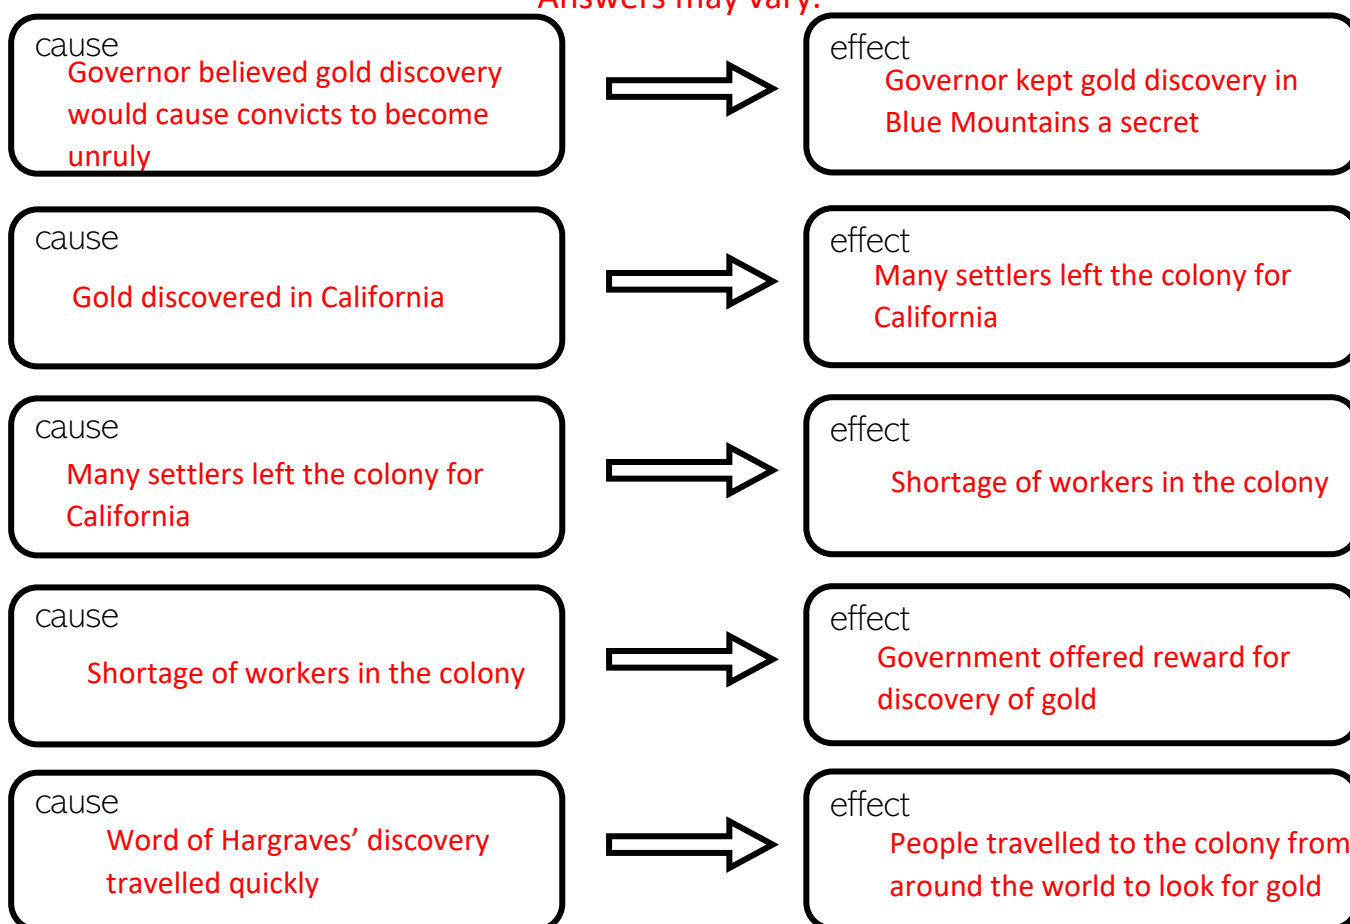 Answers may vary.
cause
Governor believed gold discovery
would cause convicts to become
unruly
effect
Governor kept gold discovery in
Blue Mountains a secret
cause
Gold discovered in California
effect
Many settlers left the colony for
California
cause
Many settlers left the colony for
California
effect
Shortage of workers in the colony
cause
Shortage of workers in the colony
effect
Government offered reward for
discovery of gold
cause
Word of Hargraves’ discovery
travelled quickly
effect
People travelled to the colony from
around the world to look for gold